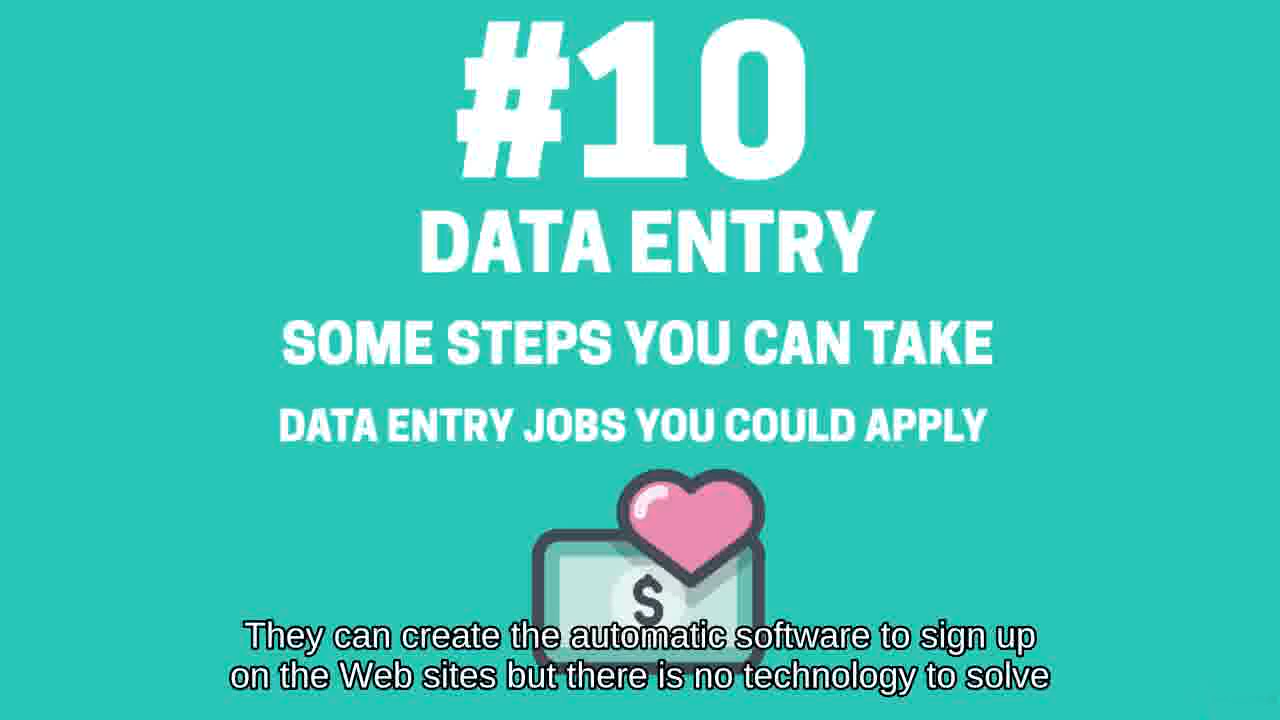 #10
DATA ENTRY
SOME STEPS YOU CAN TAKE
DATA ENTRY JOBS YOU COULD APPLY
$
They can create the automatic software to sign up
on the Web sites but there is no technology to solve